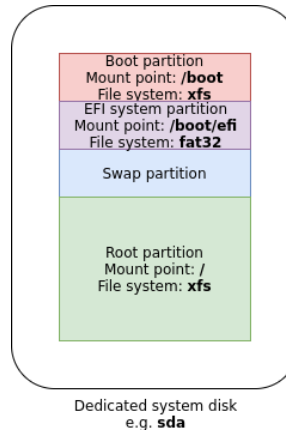 Boot partition
Mount point: /boot
File system: xfs
EFI system partition
Mount point: /boot/efi
File system: fat32
Swap partition
Root partition
Mount point: /
File system: xfs
Dedicated system disk
e.g. sda